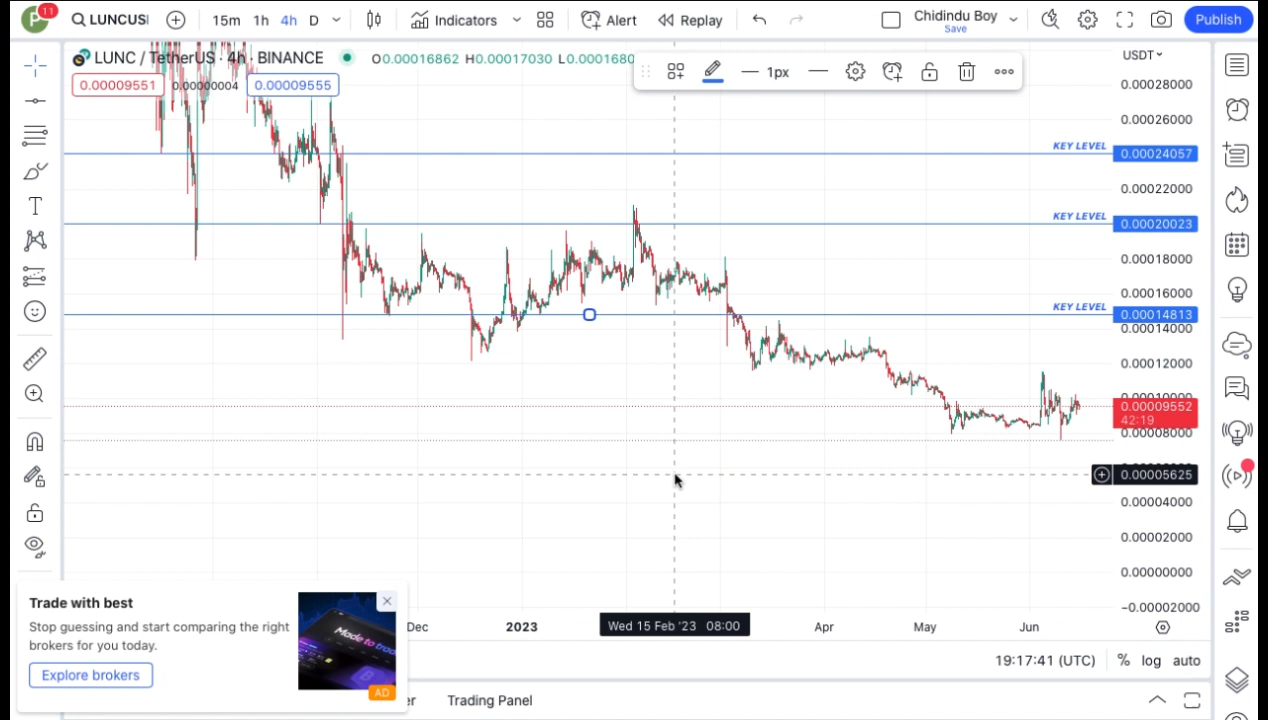 P 11 LUNCUSI 15m 1h 4h D Indicators Alert Replay Chidindu Boy Save Publish
LUNC / TetherUS · 4h · BINANCE O0.00016862 H0.00017030 L0.0001680
0.00009551 0.00000004 0.00009555
1px
USDT
0.00028000
0.00026000
KEY LEVEL 0.00024057
0.00022000
KEY LEVEL 0.00020023
0.00018000
0.00016000
KEY LEVEL 0.00014813
0.00014000
0.00012000
0.00009552
42:19
0.00008000
0.00005625
0.00004000
0.00002000
0.00000000
−0.00002000
Trade with best
Stop guessing and start comparing the right
brokers for you today.
Explore brokers
Made to
AD
Dec 2023 Wed 15 Feb '23 08:00 Apr May Jun
19:17:41 (UTC) % log auto
er Trading Panel